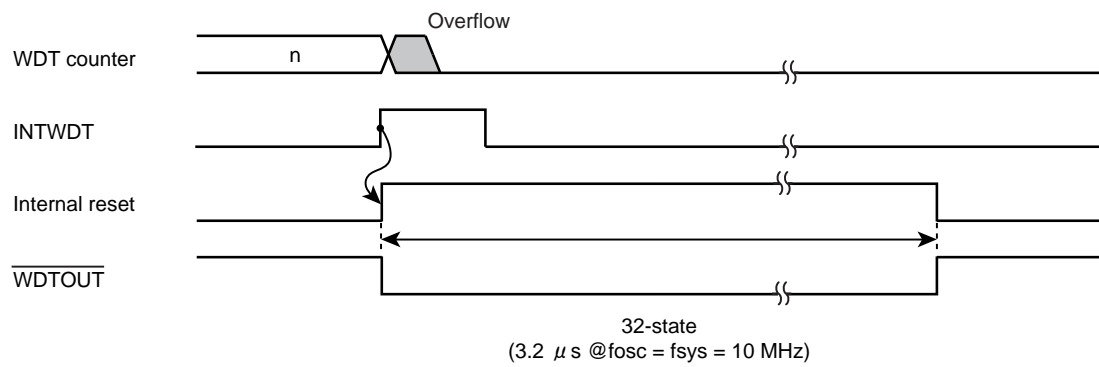 Overflow
WDT counter
n
INTWDT
Internal reset
WDTOUT
32-state
(3.2 μs @fosc = fsys = 10 MHz)